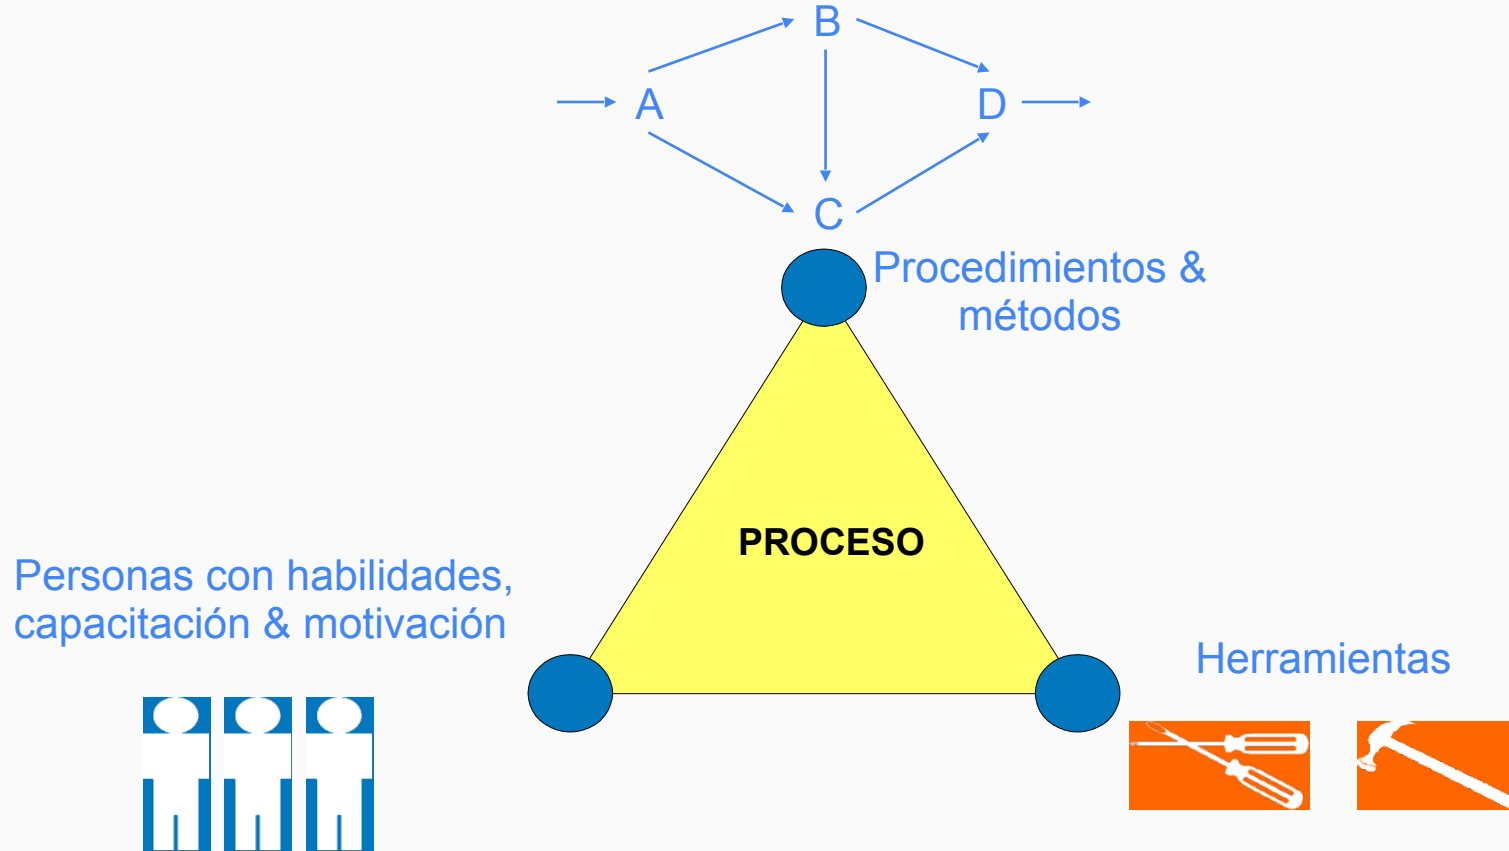 B
A
D
C
Procedimientos &
métodos
PROCESO
Personas con habilidades,
capacitación & motivación
Herramientas